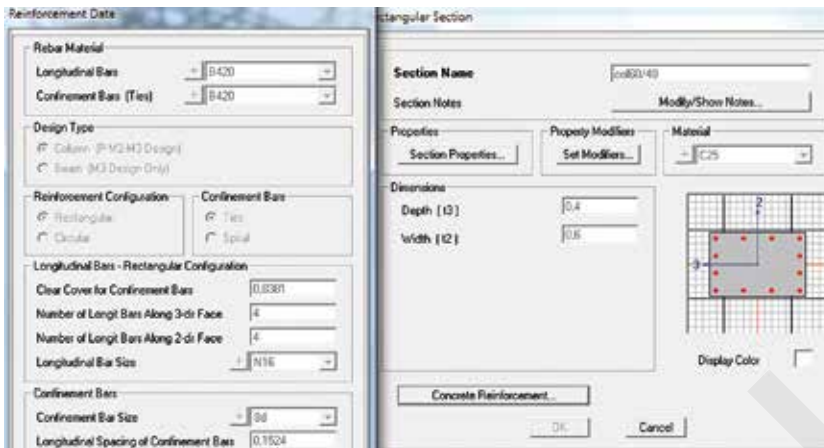 Reinforcement Data
Rebar Material
Longitudinal Bars + B420
Confinement Bars (Ties) + B420
Design Type
Column (P-M2-M3 Design)
Beam (M3 Design Only)
Reinforcement Configuration
Rectangular
Circular
Confinement Bars
Ties
Spiral
Longitudinal Bars - Rectangular Configuration
Clear Cover for Confinement Bars 0,0381
Number of Longit Bars Along 3-dir Face 4
Number of Longit Bars Along 2-dir Face 4
Longitudinal Bar Size + N16
Confinement Bars
Confinement Bar Size +
Longitudinal Spacing of Confinement Bars 0,1524
ctangular Section
Section Name col60/40
Section Notes Modify/Show Notes...
Properties
Section Properties...
Property Modifiers
Set Modifiers...
Material
+ C25
Dimensions
Depth (t3) 0,4
Width (t2) 0,6
2
3
Display Color
Concrete Reinforcement...
OK Cancel